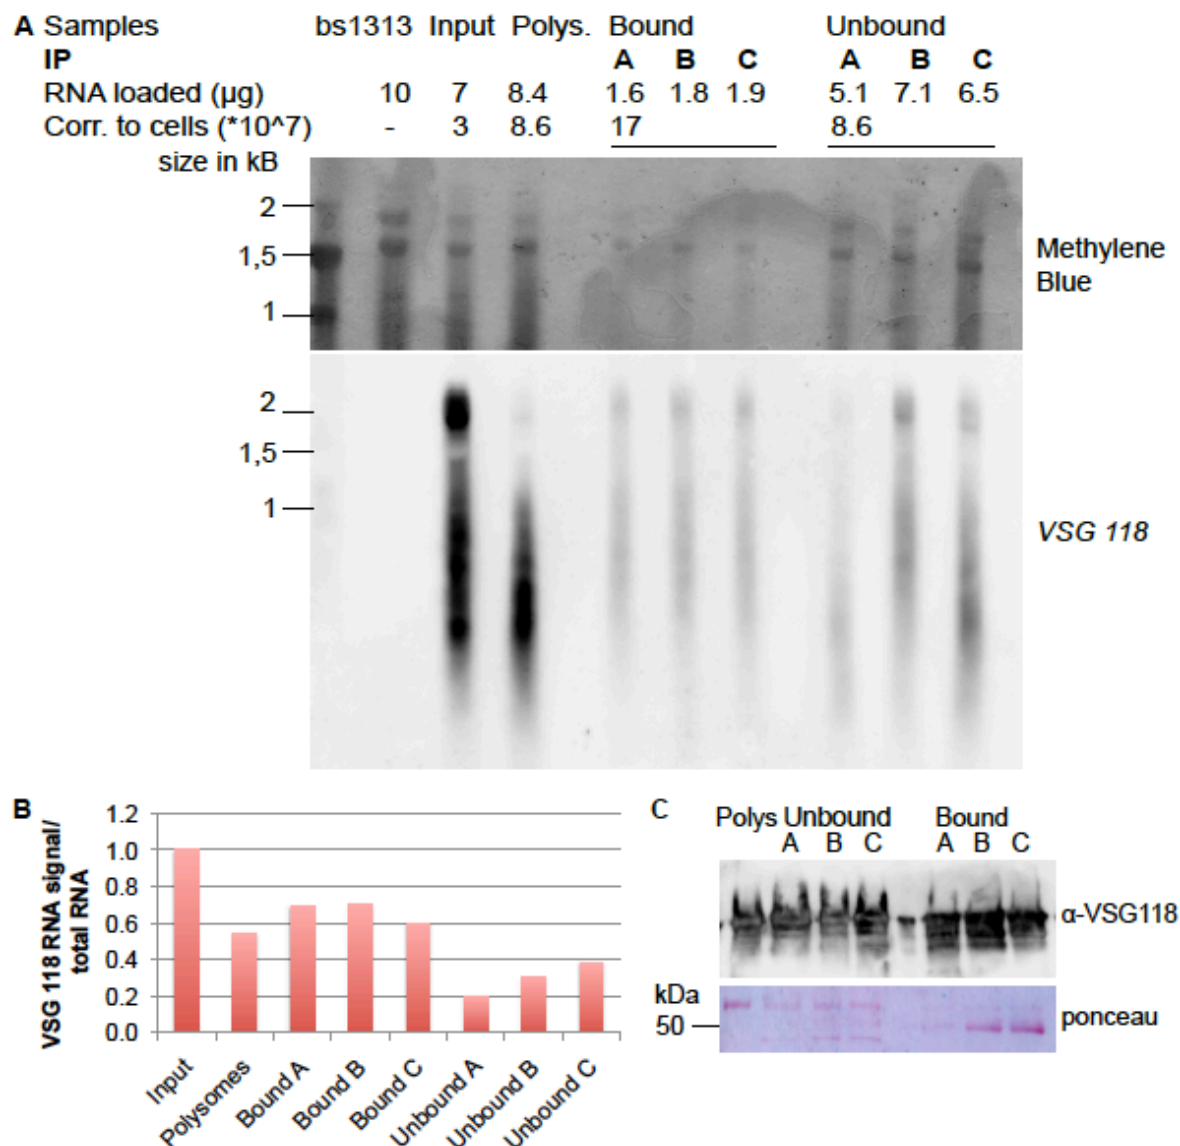 A Samples bs1313 Input Polys. Bound Unbound
IP A B C A B C
RNA loaded (µg) 10 7 8.4 1.6 1.8 1.9 5.1 7.1 6.5
Corr. to cells (*10^7) - 3 8.6 17 8.6
size in kB
2
1,5
1
Methylene
Blue
2
1,5
1
VSG 118
B
VSG 118 RNA signal/
total RNA
1.2
1.0
0.8
0.6
0.4
0.2
0.0
Input
Polysomes
Bound A
Bound B
Bound C
Unbound A
Unbound B
Unbound C
C
Polys Unbound Bound
A B C A B C
α-VSG118
kDa
50
ponceau